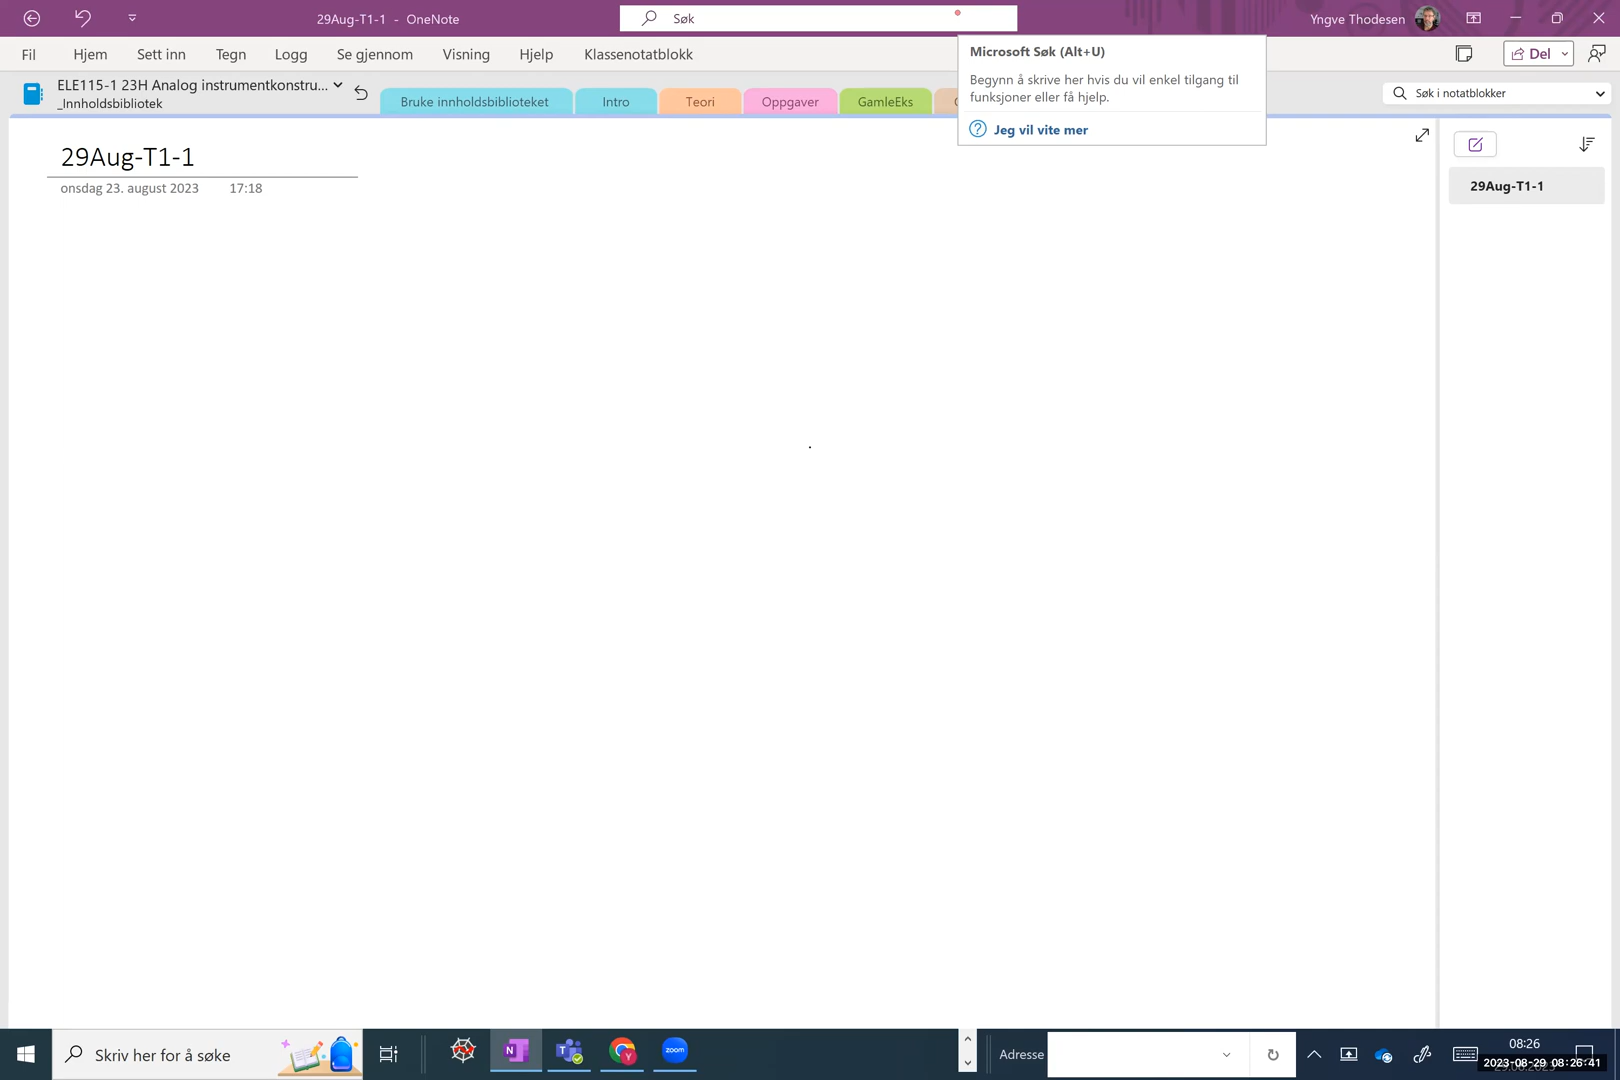 29Aug-T1-1 - OneNote
Søk
Yngve Thodesen
Fil Hjem Sett inn Tegn Logg Se gjennom Visning Hjelp Klassenotatblokk
Del
Microsoft Søk (Alt+U)
Begynn å skrive her hvis du vil enkel tilgang til
funksjoner eller få hjelp.
Jeg vil vite mer
ELE115-1 23H Analog instrumentkonstru...
_Innholdsbibliotek
Bruke innholdsbiblioteket Intro Teori Oppgaver GamleEks
Søk i notatblokker
29Aug-T1-1
onsdag 23. august 2023 17:18
29Aug-T1-1
Skriv her for å søke
N
Y
zoom
Adresse
08:26
2023-08-29 08:26:41